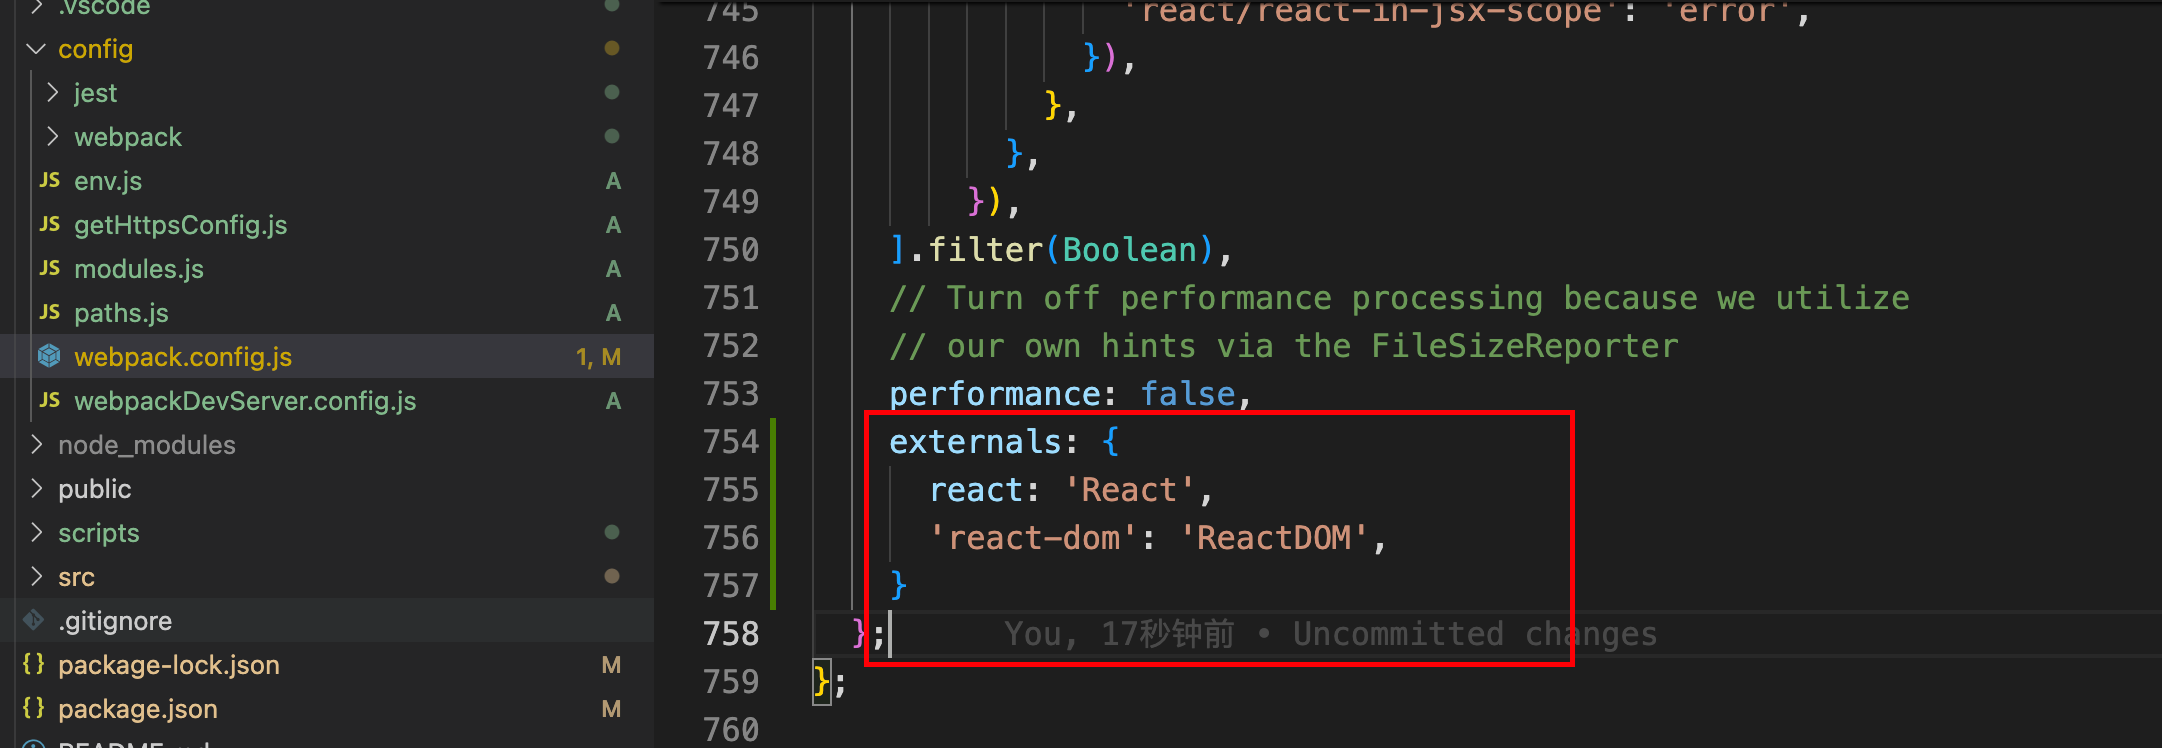 .vscode
config
jest
webpack
JS env.js A
JS getHttpsConfig.js A
JS modules.js A
JS paths.js A
webpack.config.js 1, M
JS webpackDevServer.config.js A
node_modules
public
scripts
src
.gitignore
{} package-lock.json M
{} package.json M
README.md
745 'react/react-in-jsx-scope': 'error',
746 }),
747 },
748 },
749 }),
750 ].filter(Boolean),
751 // Turn off performance processing because we utilize
752 // our own hints via the FileSizeReporter
753 performance: false,
754 externals: {
755 react: 'React',
756 'react-dom': 'ReactDOM',
757 }
758 }; You, 17秒钟前 • Uncommitted changes
759 };
760